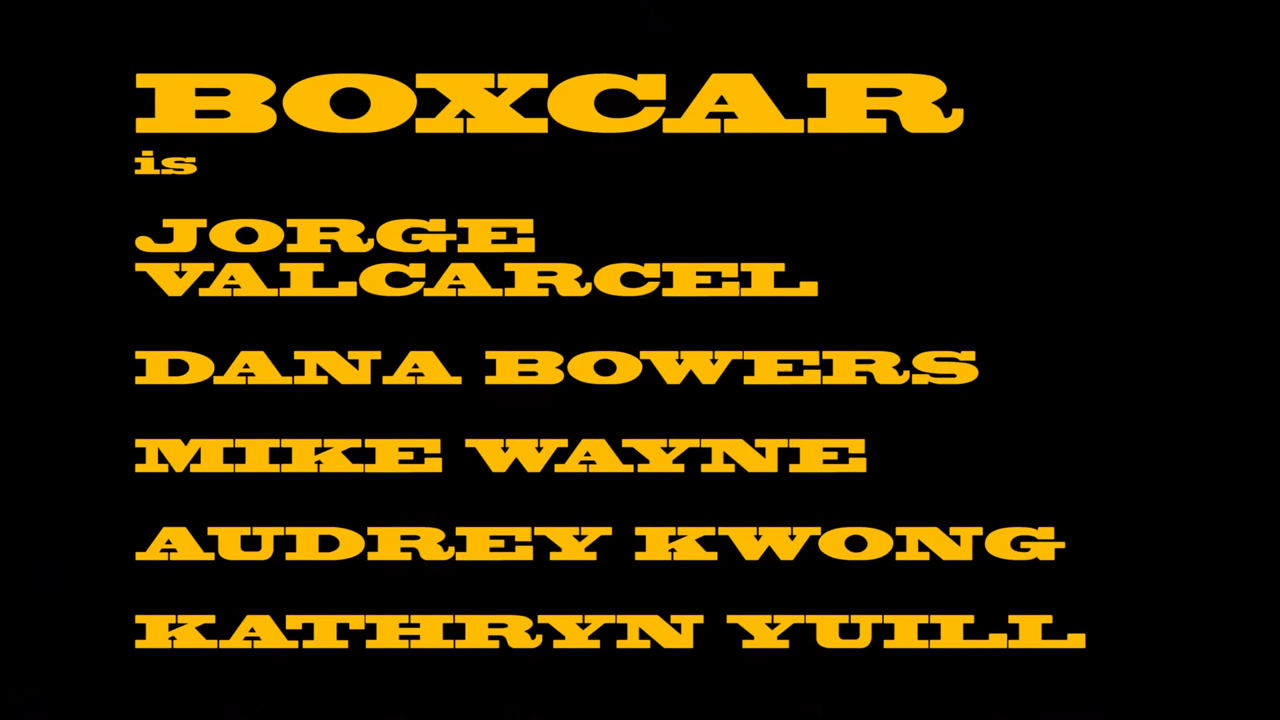 BOXCAR
is
JORGE
VALCARCEL
DANA BOWERS
MIKE WAYNE
AUDREY KWONG
KATHRYN YUILL